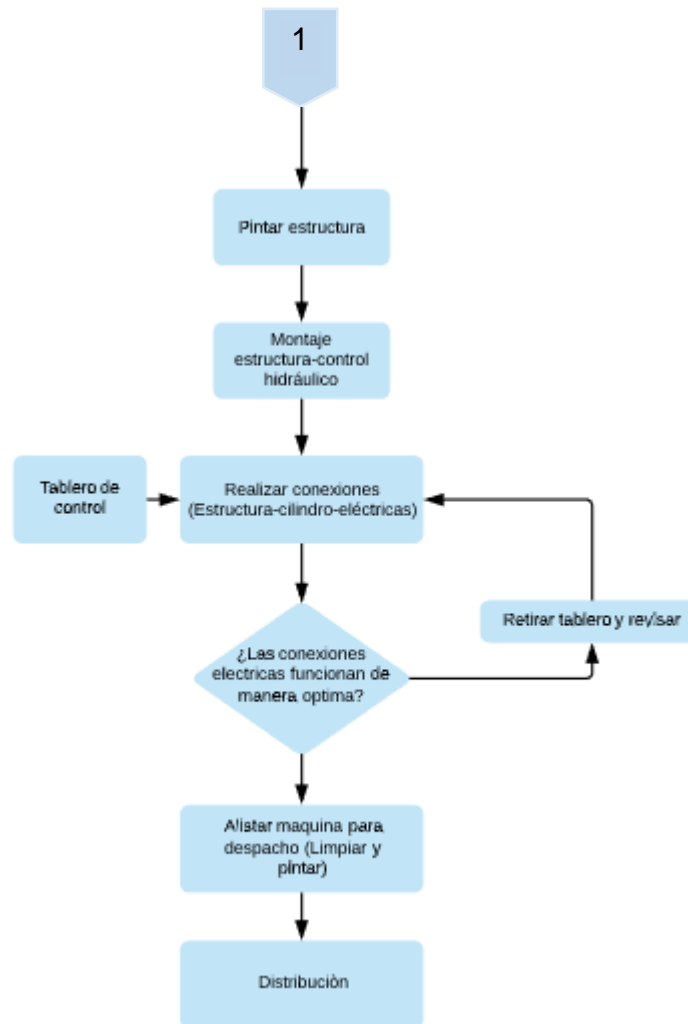 1
Pintar estructura
Montaje
estructura-control
hidráulico
Tablero de
control
Realizar conexiones
(Estructura-cilindro-eléctricas)
Retirar tablero y revisar
¿Las conexiones
electricas funcionan de
manera optima?
Alistar maquina para
despacho (Limpiar y
pintar)
Distribuciòn